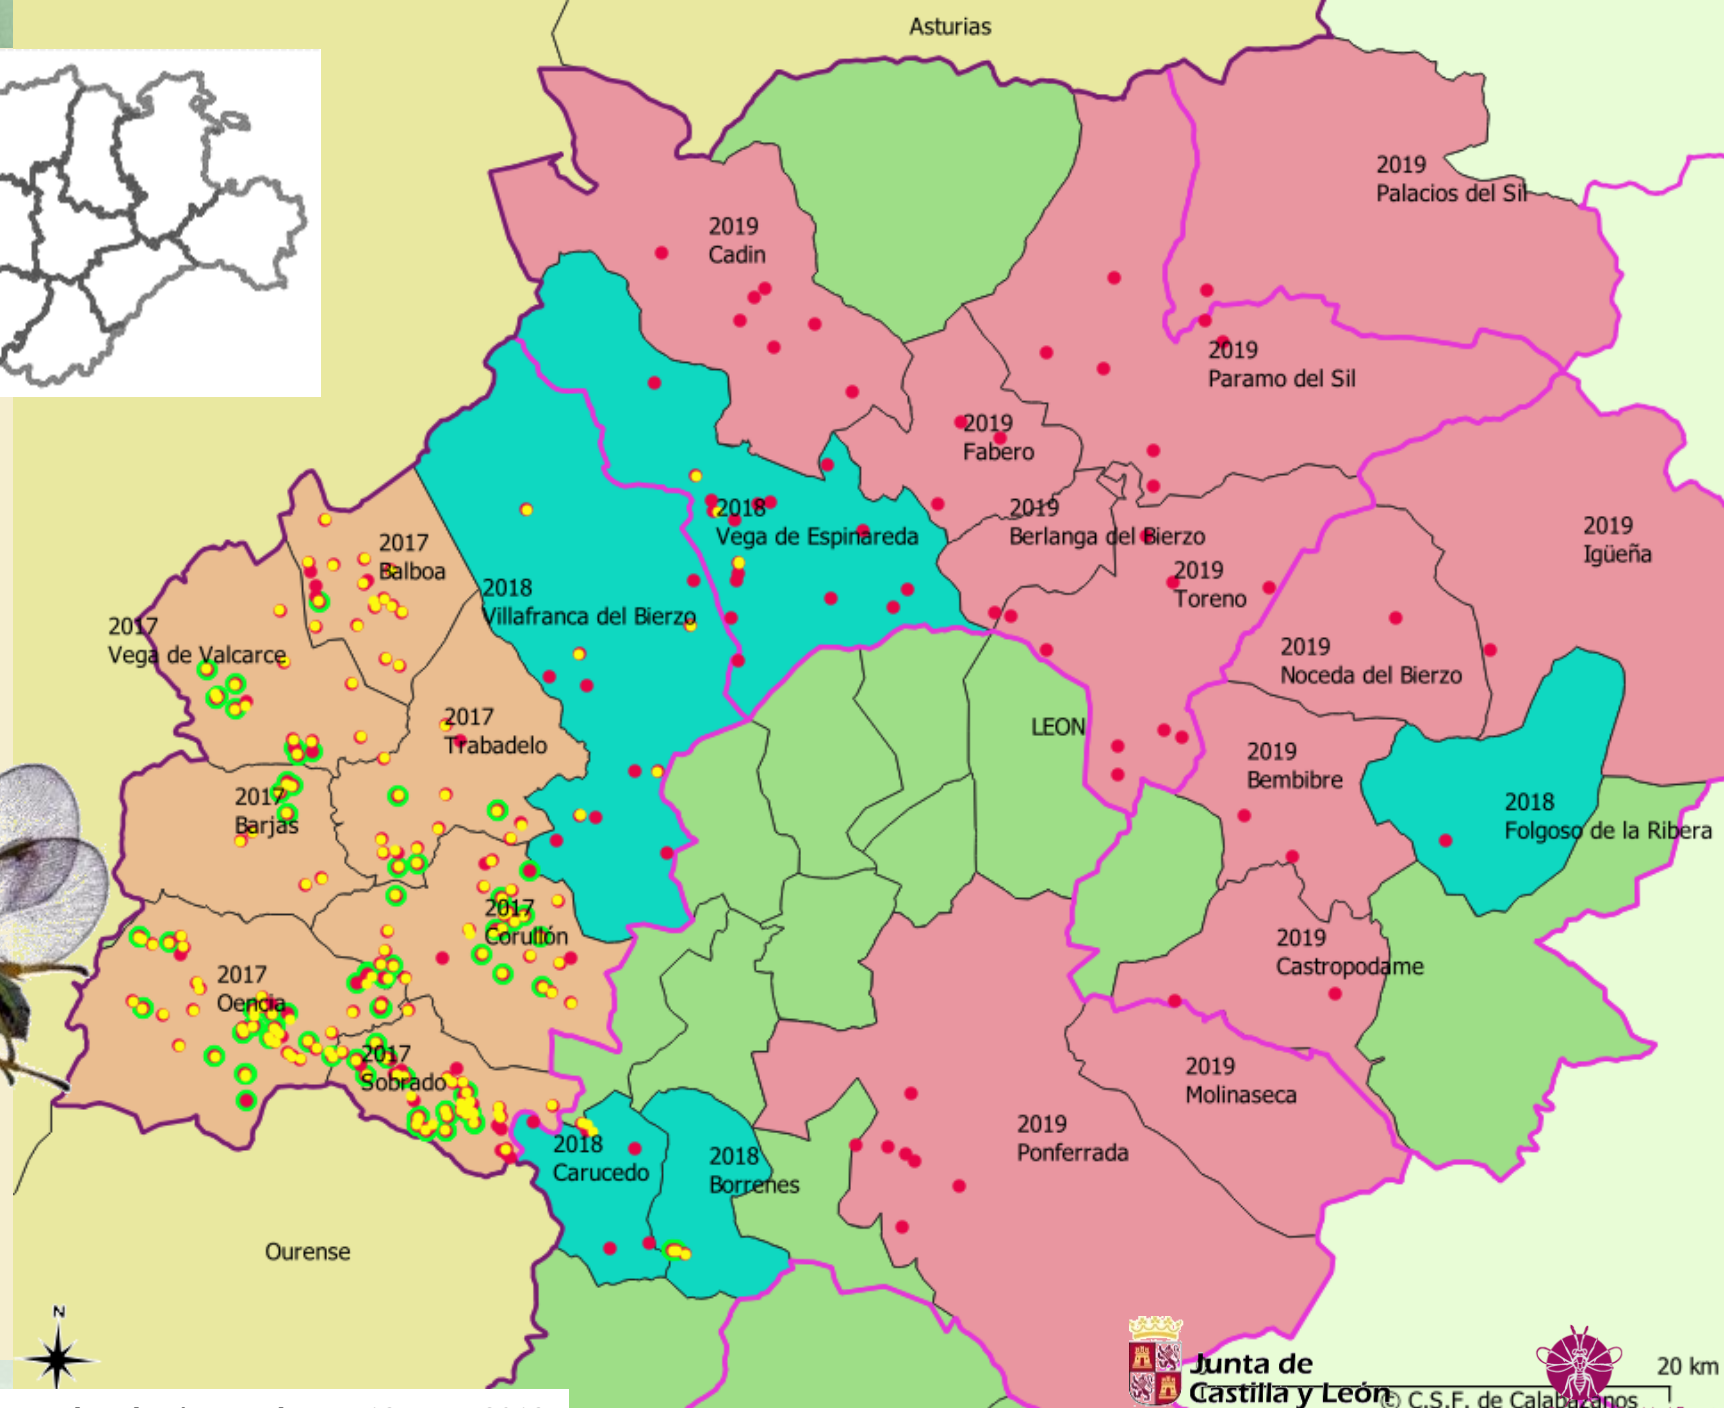 Asturias
2019
Palacios del Sil
2019
Cadin
2019
Paramo del Sil
2019
Fabero
2019
Berlanga del Bierzo
2018
Vega de Espinareda
2019
Igüeña
2017
Balboa
2018
Villafranca del Bierzo
2019
Toreno
2017
Vega de Valcarce
2019
Noceda del Bierzo
2017
Trabadelo
LEON
2019
Bembibre
2017
Barjas
2018
Folgoso de la Ribera
2017
Corullón
2019
Castropodame
2017
Oencia
2017
Sobrado
2019
Molinaseca
2019
Ponferrada
2018
Carucedo
2018
Borrenes
Ourense
N
20 km
Junta de
Castilla y León
© C.S.F. de Calabazanos